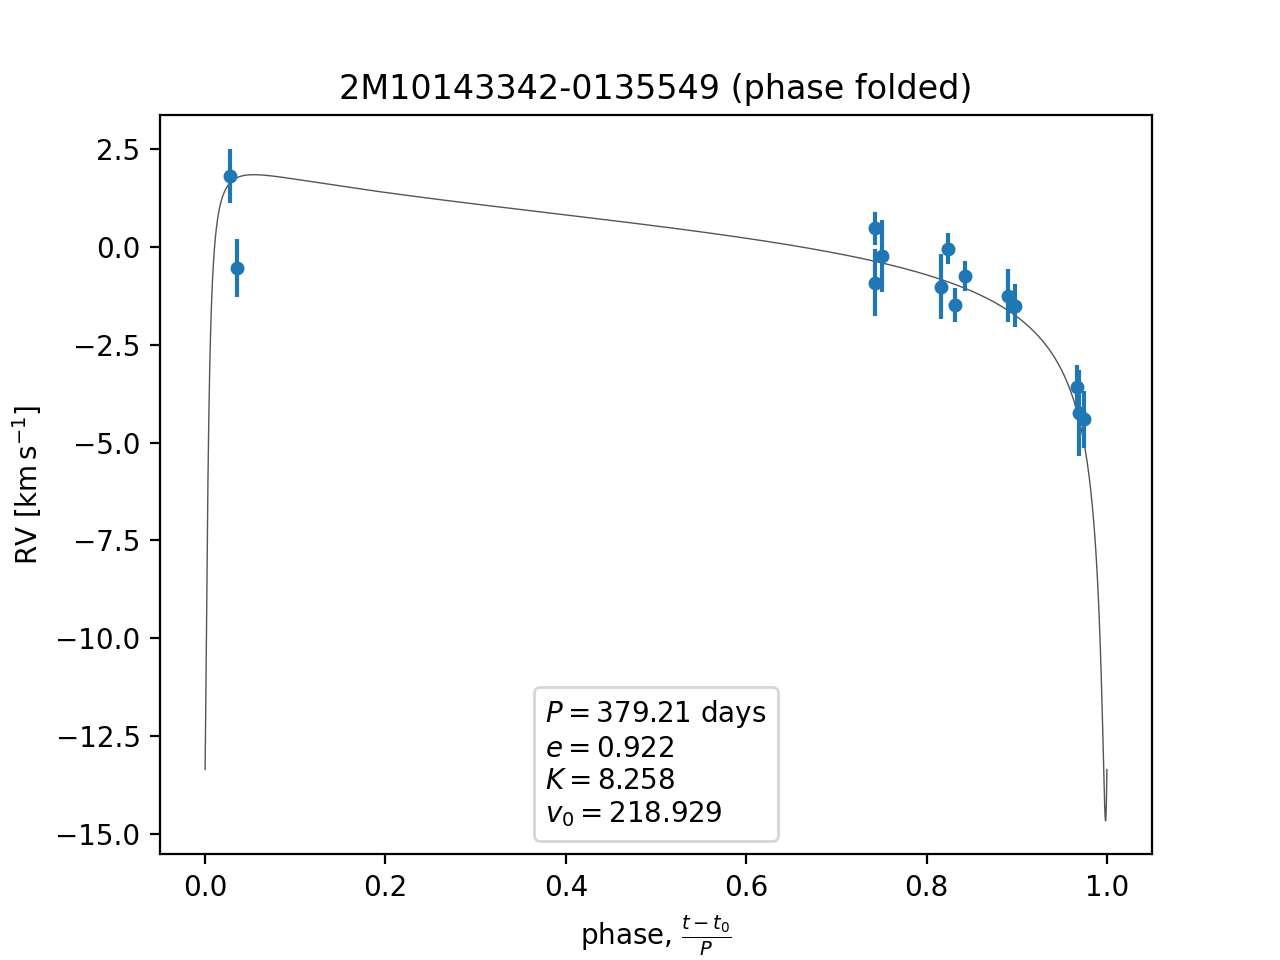 2M10143342-0135549 (phase folded)
2.5
0.0
−2.5
−5.0
−7.5
−10.0
−12.5
−15.0
RV [km s⁻¹]
P = 379.21 days
e = 0.922
K = 8.258
v₀ = 218.929
0.0 0.2 0.4 0.6 0.8 1.0
phase, (t − t₀)/P